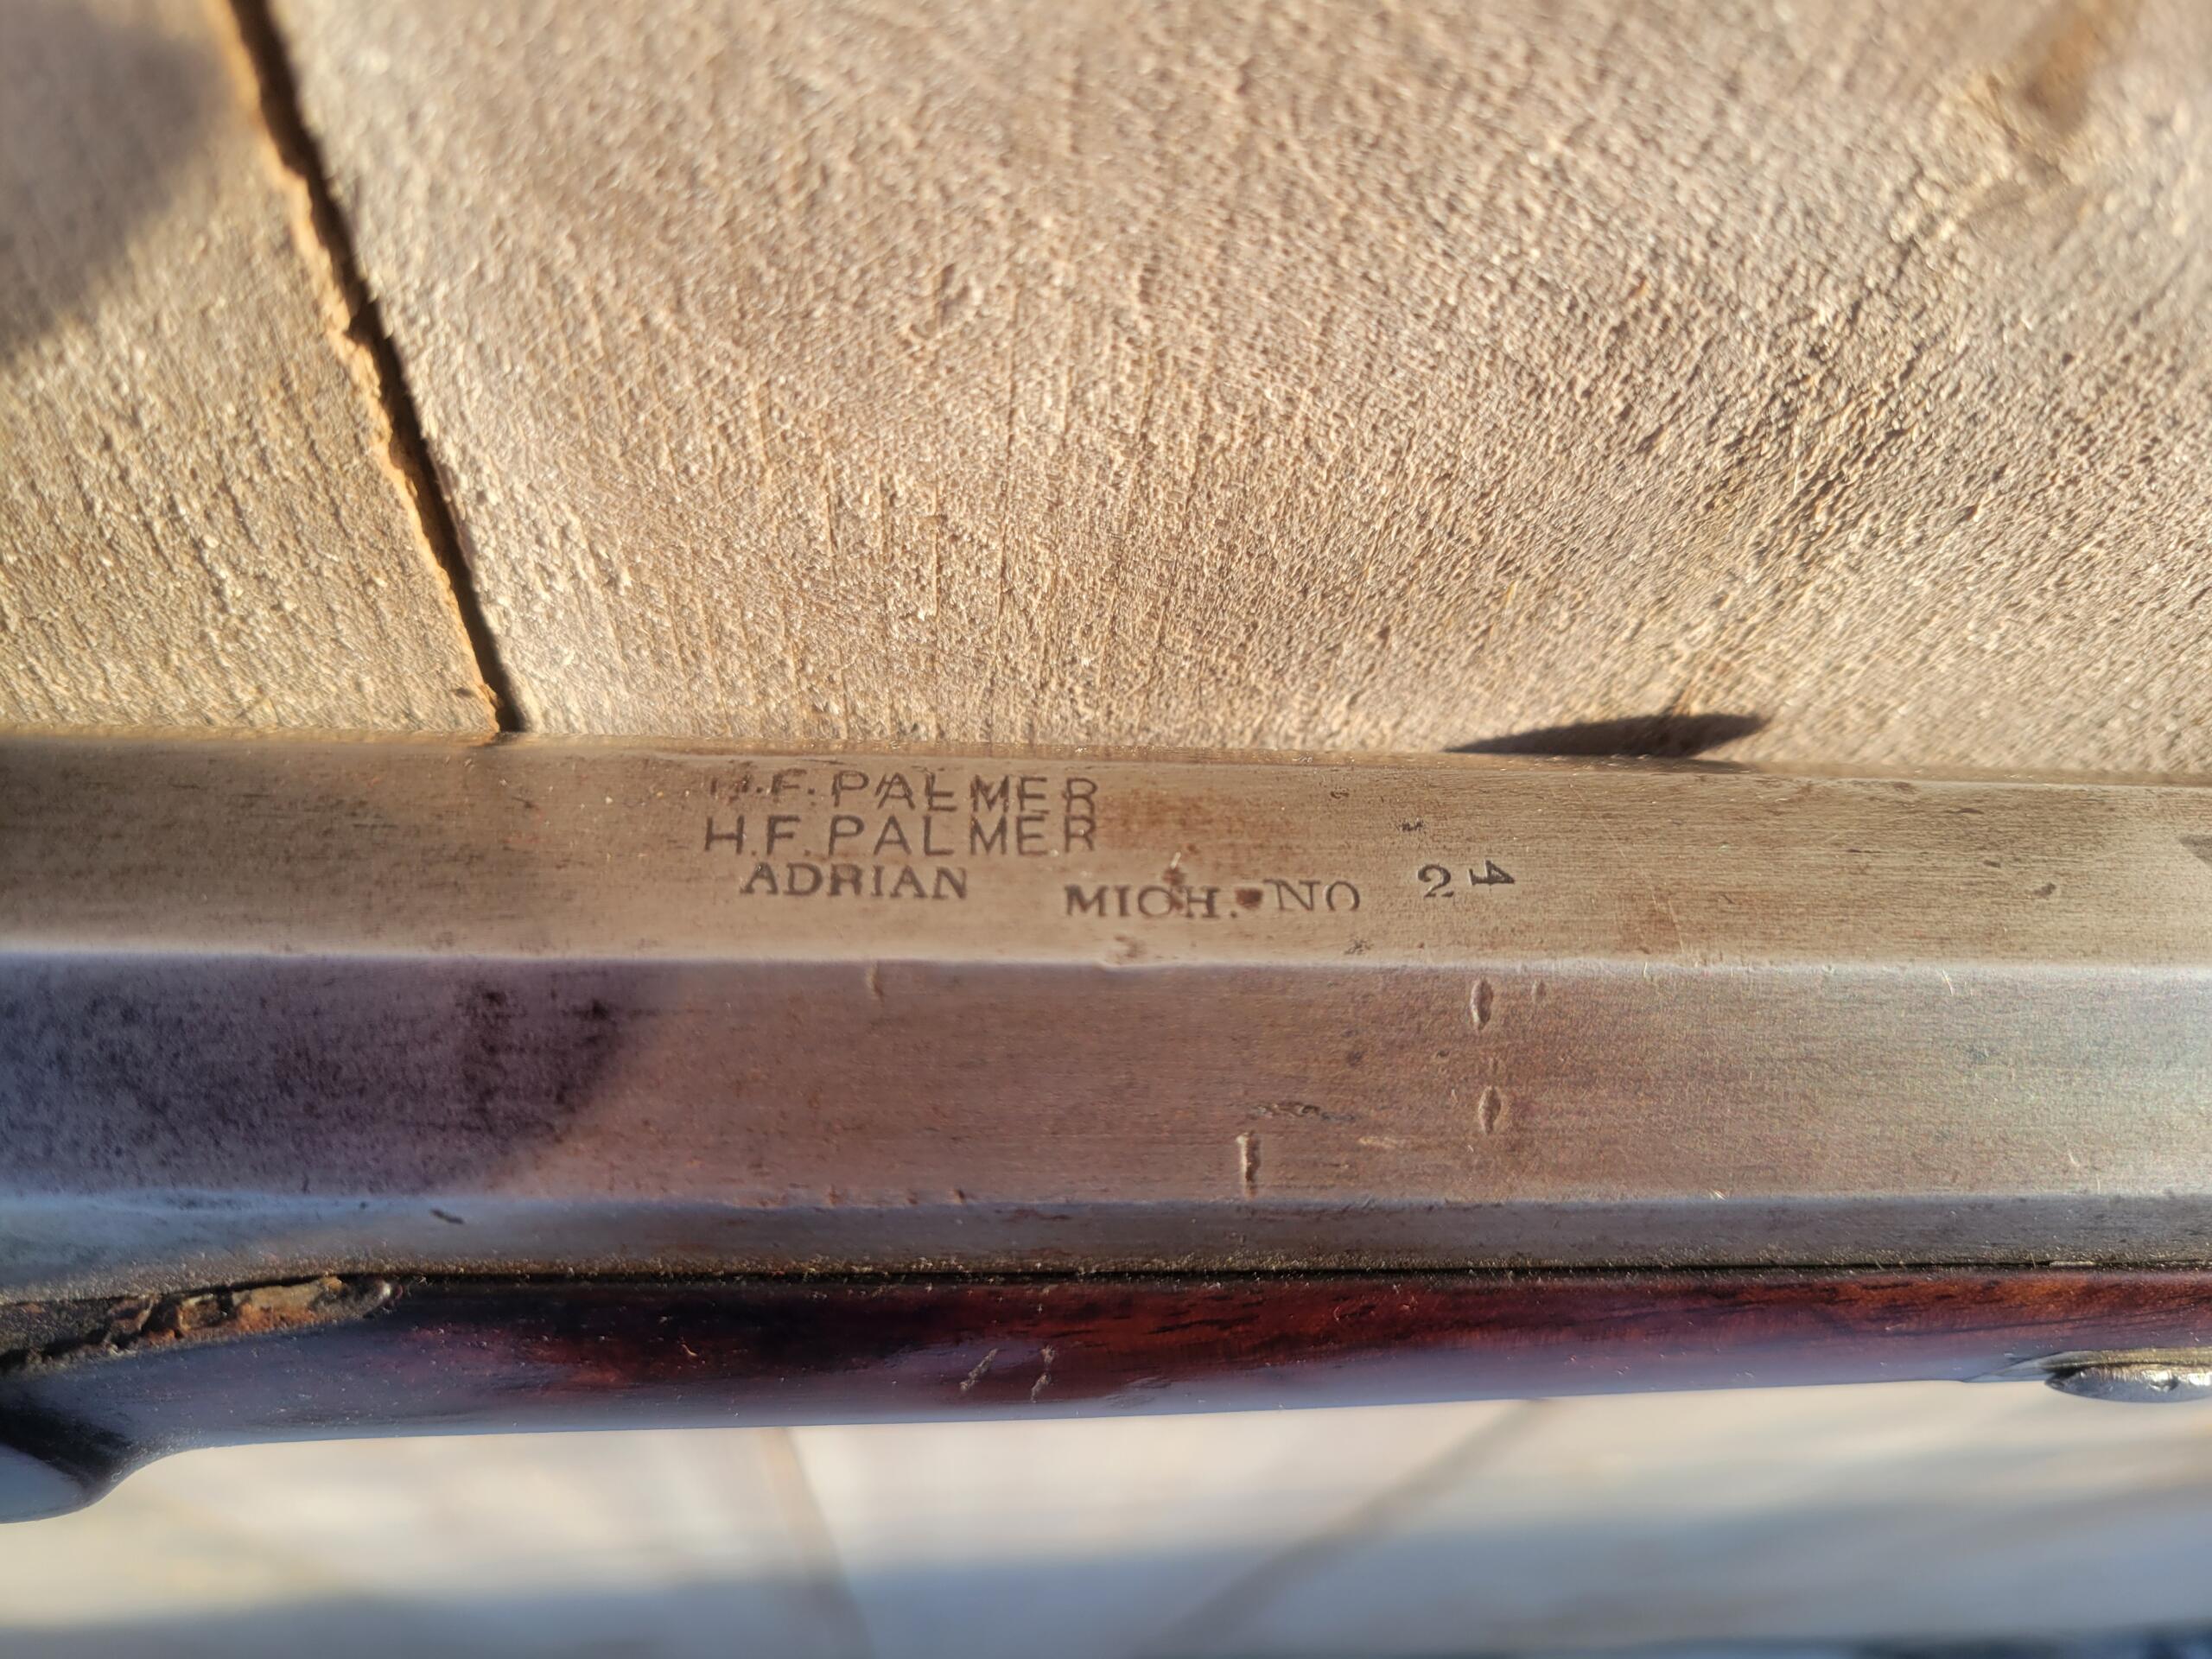 H.F. PALMER
H.F. PALMER
ADRIAN MICH. NO 24